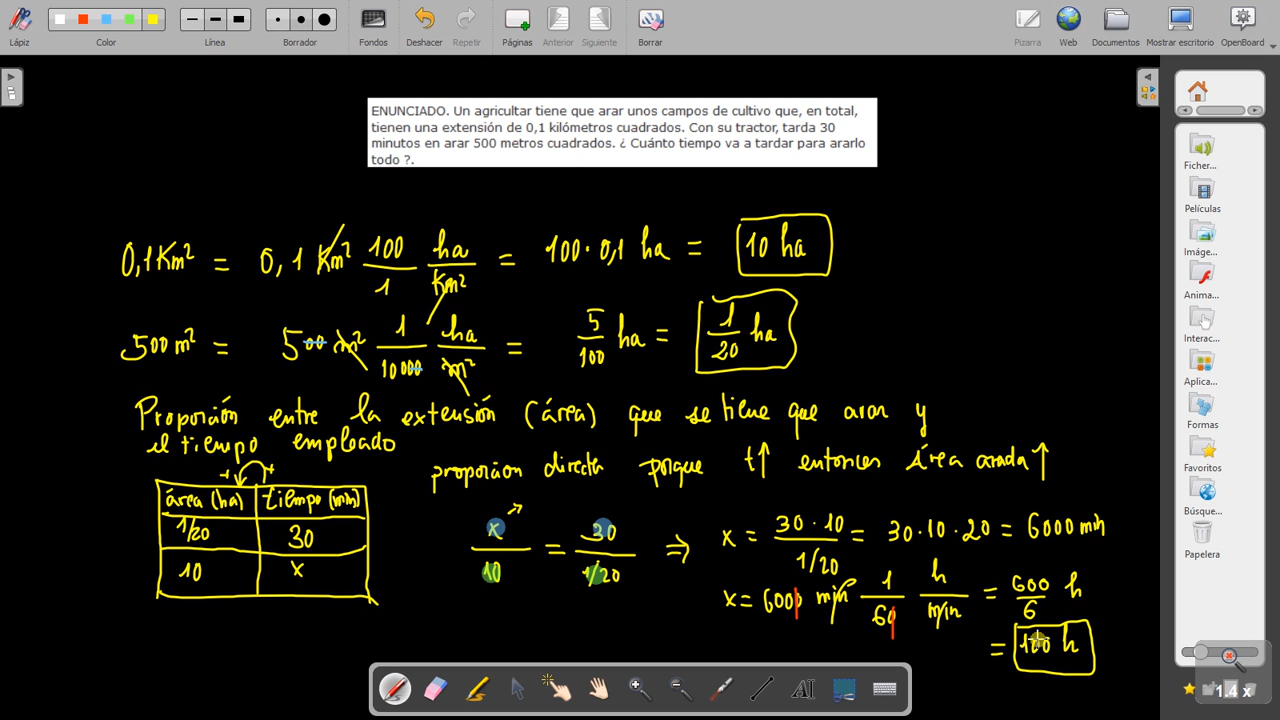 Lápiz Color Línea Borrador Fondos Deshacer Repetir Páginas Anterior Siguiente Borrar Pizarra Web Documentos Mostrar escritorio OpenBoard
ENUNCIADO. Un agricultar tiene que arar unos campos de cultivo que, en total,
tienen una extensión de 0,1 kilómetros cuadrados. Con su tractor, tarda 30
minutos en arar 500 metros cuadrados. ¿ Cuánto tiempo va a tardar para ararlo
todo ?.
0,1 Km² = 0,1 Km² 100/1 ha/Km² = 100·0,1 ha = 10 ha
500 m² = 500 m² 1/10000 ha/m² = 5/100 ha = 1/20 ha
Proporción entre la extensión (área) que se tiene que arar y
el tiempo empleado
proporcion directa porque t↑ entonces área arada ↑
+ +
área (ha) tiempo (min)
1/20 30
10 x
x/10 = 30/1/20 ⇒ x = 30·10/1/20 = 30·10·20 = 6000 min
x = 6000 min 1/60 h/min = 600/6 h
= 100 h
Ficher...
Películas
Imáge...
Anima...
Interac...
Aplica...
Formas
Favoritos
Búsque...
Papelera
1.4 x